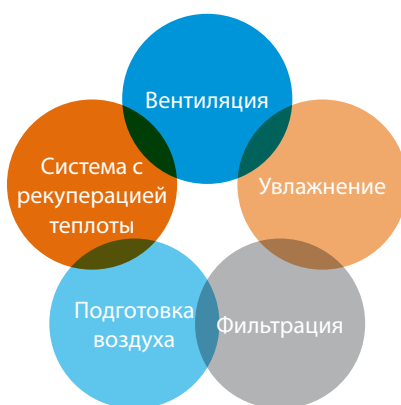 Вентиляция
Система с
рекуперацией
теплоты
Увлажнение
Подготовка
воздуха
Фильтрация